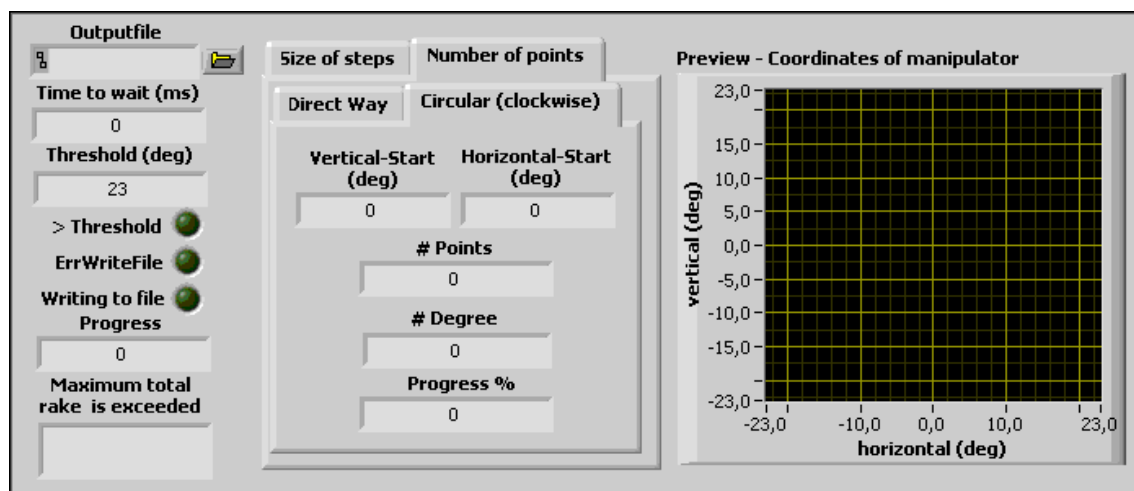 Outputfile
Time to wait (ms)
0
Threshold (deg)
23
> Threshold
ErrWriteFile
Writing to file
Progress
0
Maximum total
rake is exceeded
Size of steps
Number of points
Direct Way
Circular (clockwise)
Vertical-Start
(deg)
0
Horizontal-Start
(deg)
0
# Points
0
# Degree
0
Progress %
0
Preview - Coordinates of manipulator
vertical (deg)
23,0
15,0
10,0
5,0
0,0
-5,0
-10,0
-15,0
-23,0
-23,0 -10,0 0,0 10,0 23,0
horizontal (deg)